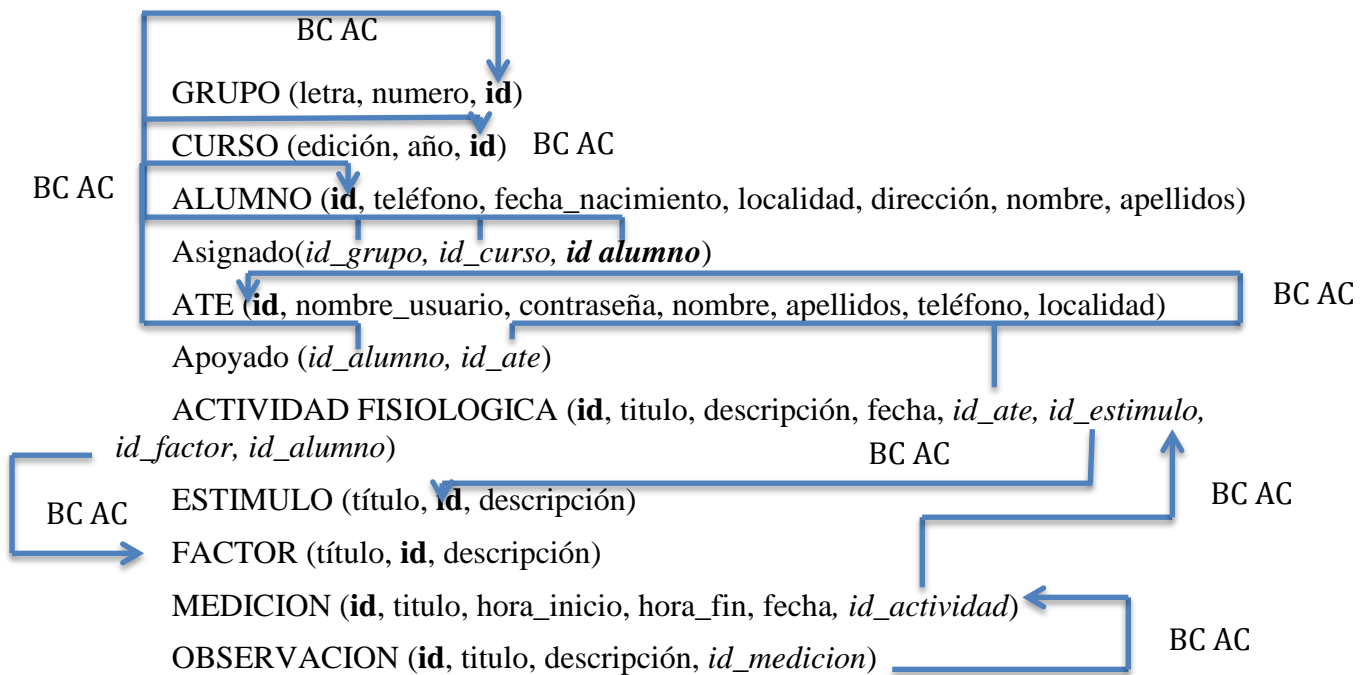 BC AC
GRUPO (letra, numero, id)
CURSO (edición, año, id) BC AC
BC AC
ALUMNO (id, teléfono, fecha_nacimiento, localidad, dirección, nombre, apellidos)
Asignado(id_grupo, id_curso, id alumno)
ATE (id, nombre_usuario, contraseña, nombre, apellidos, teléfono, localidad)
BC AC
Apoyado (id_alumno, id_ate)
ACTIVIDAD FISIOLOGICA (id, titulo, descripción, fecha, id_ate, id_estimulo,
id_factor, id_alumno)
BC AC
ESTIMULO (título, id, descripción)
BC AC
BC AC
FACTOR (título, id, descripción)
MEDICION (id, titulo, hora_inicio, hora_fin, fecha, id_actividad)
BC AC
OBSERVACION (id, titulo, descripción, id_medicion)